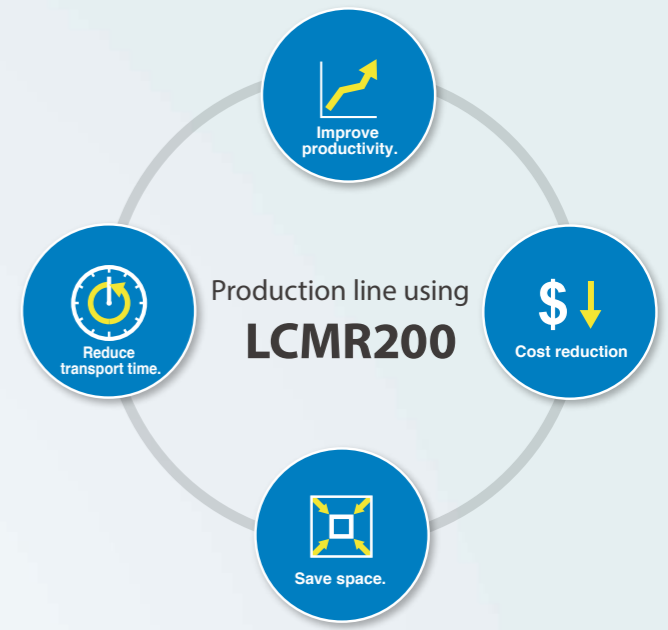 Improve
productivity.
Reduce
transport time.
Production line using
LCMR200
$
Cost reduction
Save space.